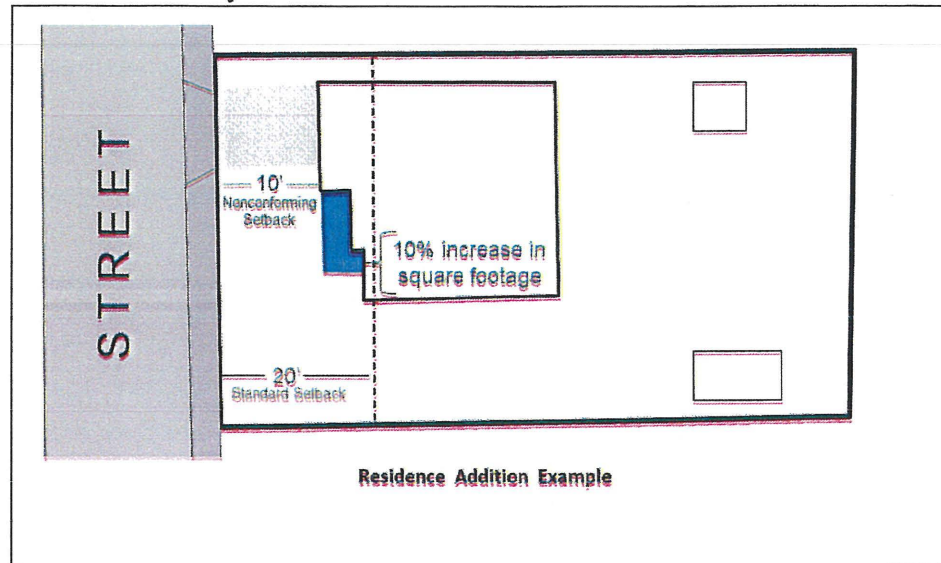 STREET
10'
Nonconforming
Setback
10% increase in
square footage
20'
Standard Setback
Residence Addition Example